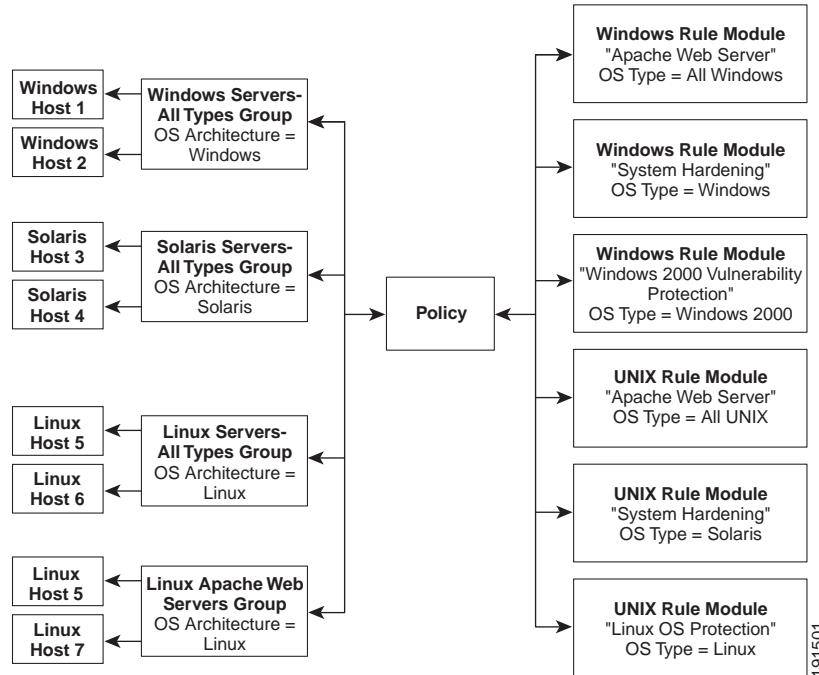 Windows
Host 1
Windows
Host 2
Windows Servers-
All Types Group
OS Architecture =
Windows
Solaris
Host 3
Solaris
Host 4
Solaris Servers-
All Types Group
OS Architecture =
Solaris
Linux
Host 5
Linux
Host 6
Linux Servers-
All Types Group
OS Architecture =
Linux
Linux
Host 5
Linux
Host 7
Linux Apache Web
Servers Group
OS Architecture =
Linux
Policy
Windows Rule Module
"Apache Web Server"
OS Type = All Windows
Windows Rule Module
"System Hardening"
OS Type = Windows
Windows Rule Module
"Windows 2000 Vulnerability
Protection"
OS Type = Windows 2000
UNIX Rule Module
"Apache Web Server"
OS Type = All UNIX
UNIX Rule Module
"System Hardening"
OS Type = Solaris
UNIX Rule Module
"Linux OS Protection"
OS Type = Linux
191501